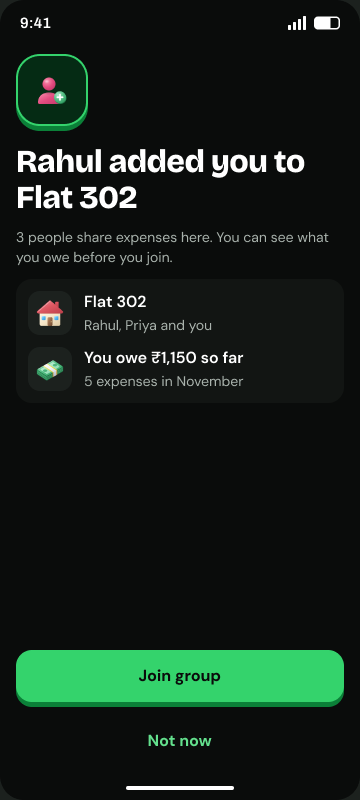 9:41
Rahul added you to
Flat 302
3 people share expenses here. You can see what
you owe before you join.
Flat 302
Rahul, Priya and you
You owe ₹1,150 so far
5 expenses in November
Join group
Not now